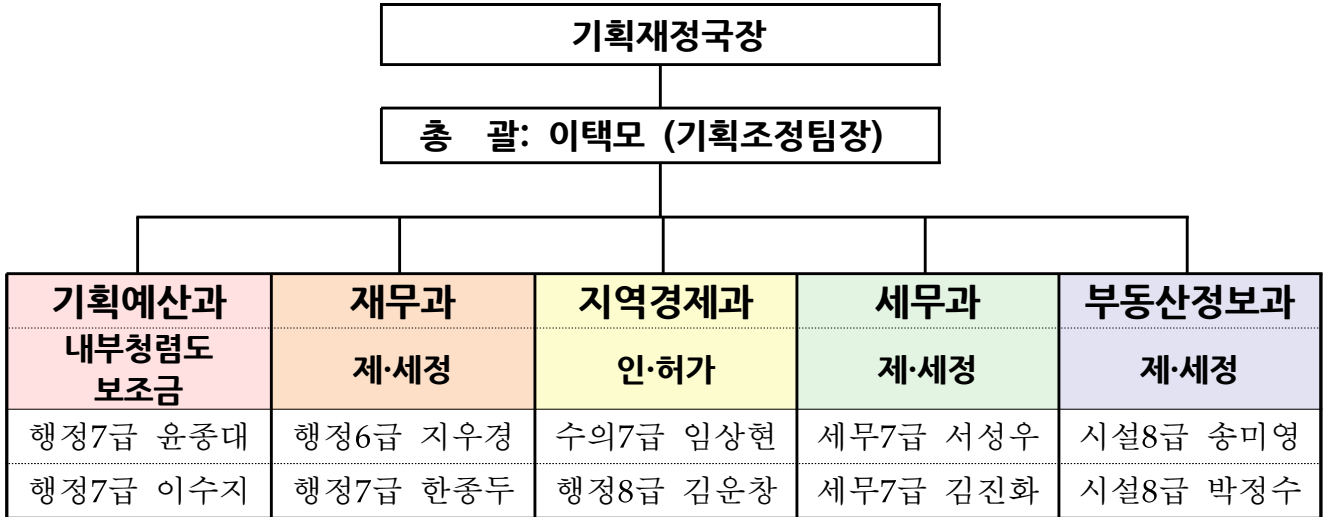 기획재정국장
총 괄: 이택모 (기획조정팀장)
기획예산과 재무과 지역경제과 세무과 부동산정보과
내부청렴도
보조금 제·세정 인·허가 제·세정 제·세정
행정7급 윤종대 행정6급 지우경 수의7급 임상현 세무7급 서성우 시설8급 송미영
행정7급 이수지 행정7급 한종두 행정8급 김운창 세무7급 김진화 시설8급 박정수